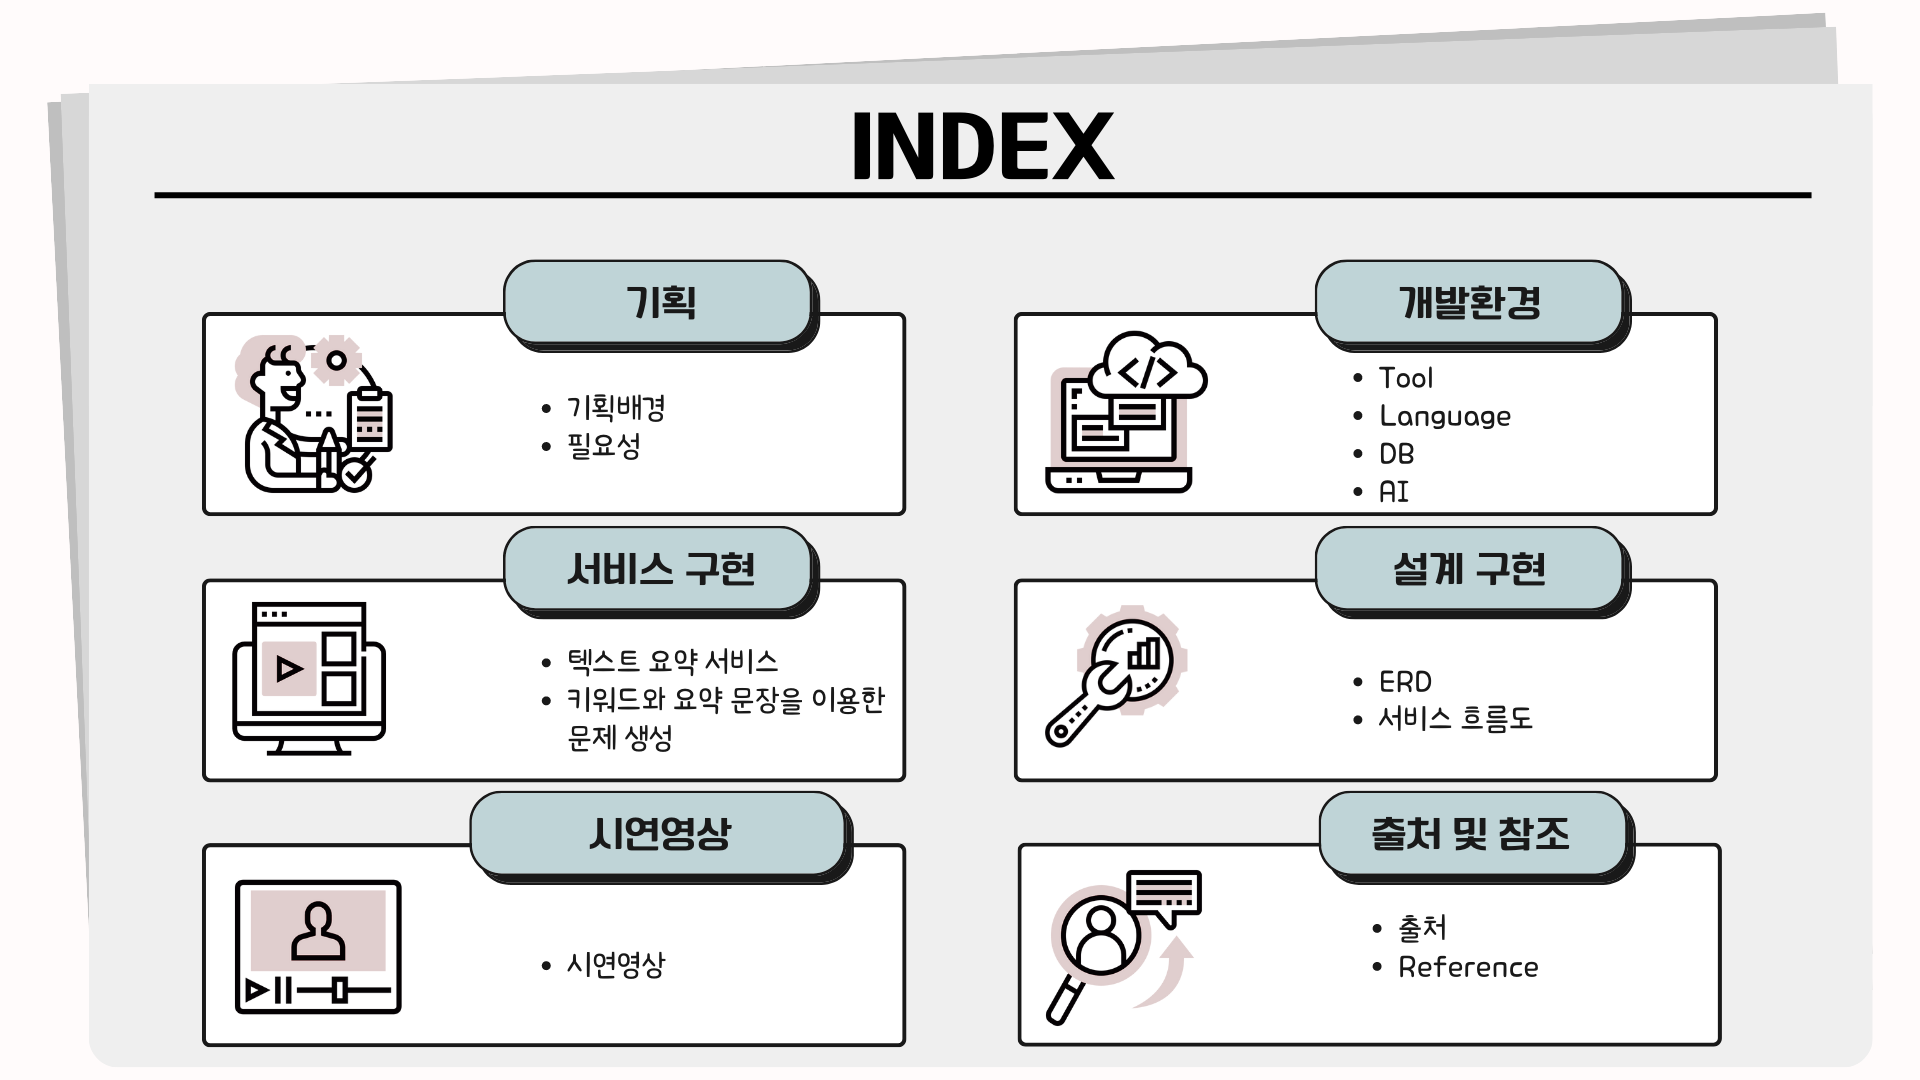 INDEX
기획
기획배경
필요성
개발환경
Tool
Language
DB
AI
서비스 구현
텍스트 요약 서비스
키워드와 요약 문장을 이용한
문제 생성
설계 구현
ERD
서비스 흐름도
시연영상
시연영상
출처 및 참조
출처
Reference